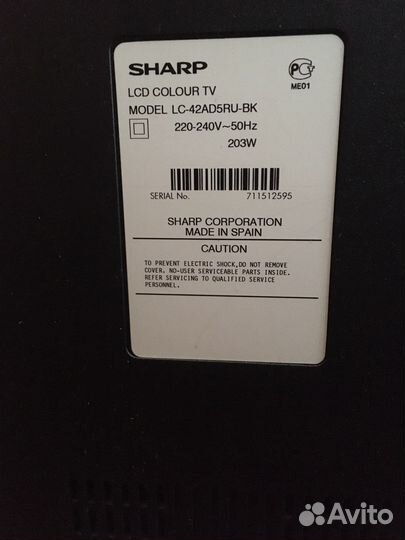 SHARP
PCT
ME01
LCD COLOUR TV
MODEL LC-42AD5RU-BK
220-240V~50Hz
203W
SERIAL No. 711512595
SHARP CORPORATION
MADE IN SPAIN
CAUTION
TO PREVENT ELECTRIC SHOCK,DO NOT REMOVE
COVER. NO-USER SERVICEABLE PARTS INSIDE.
REFER SERVICING TO QUALIFIED SERVICE
PERSONNEL.
Avito